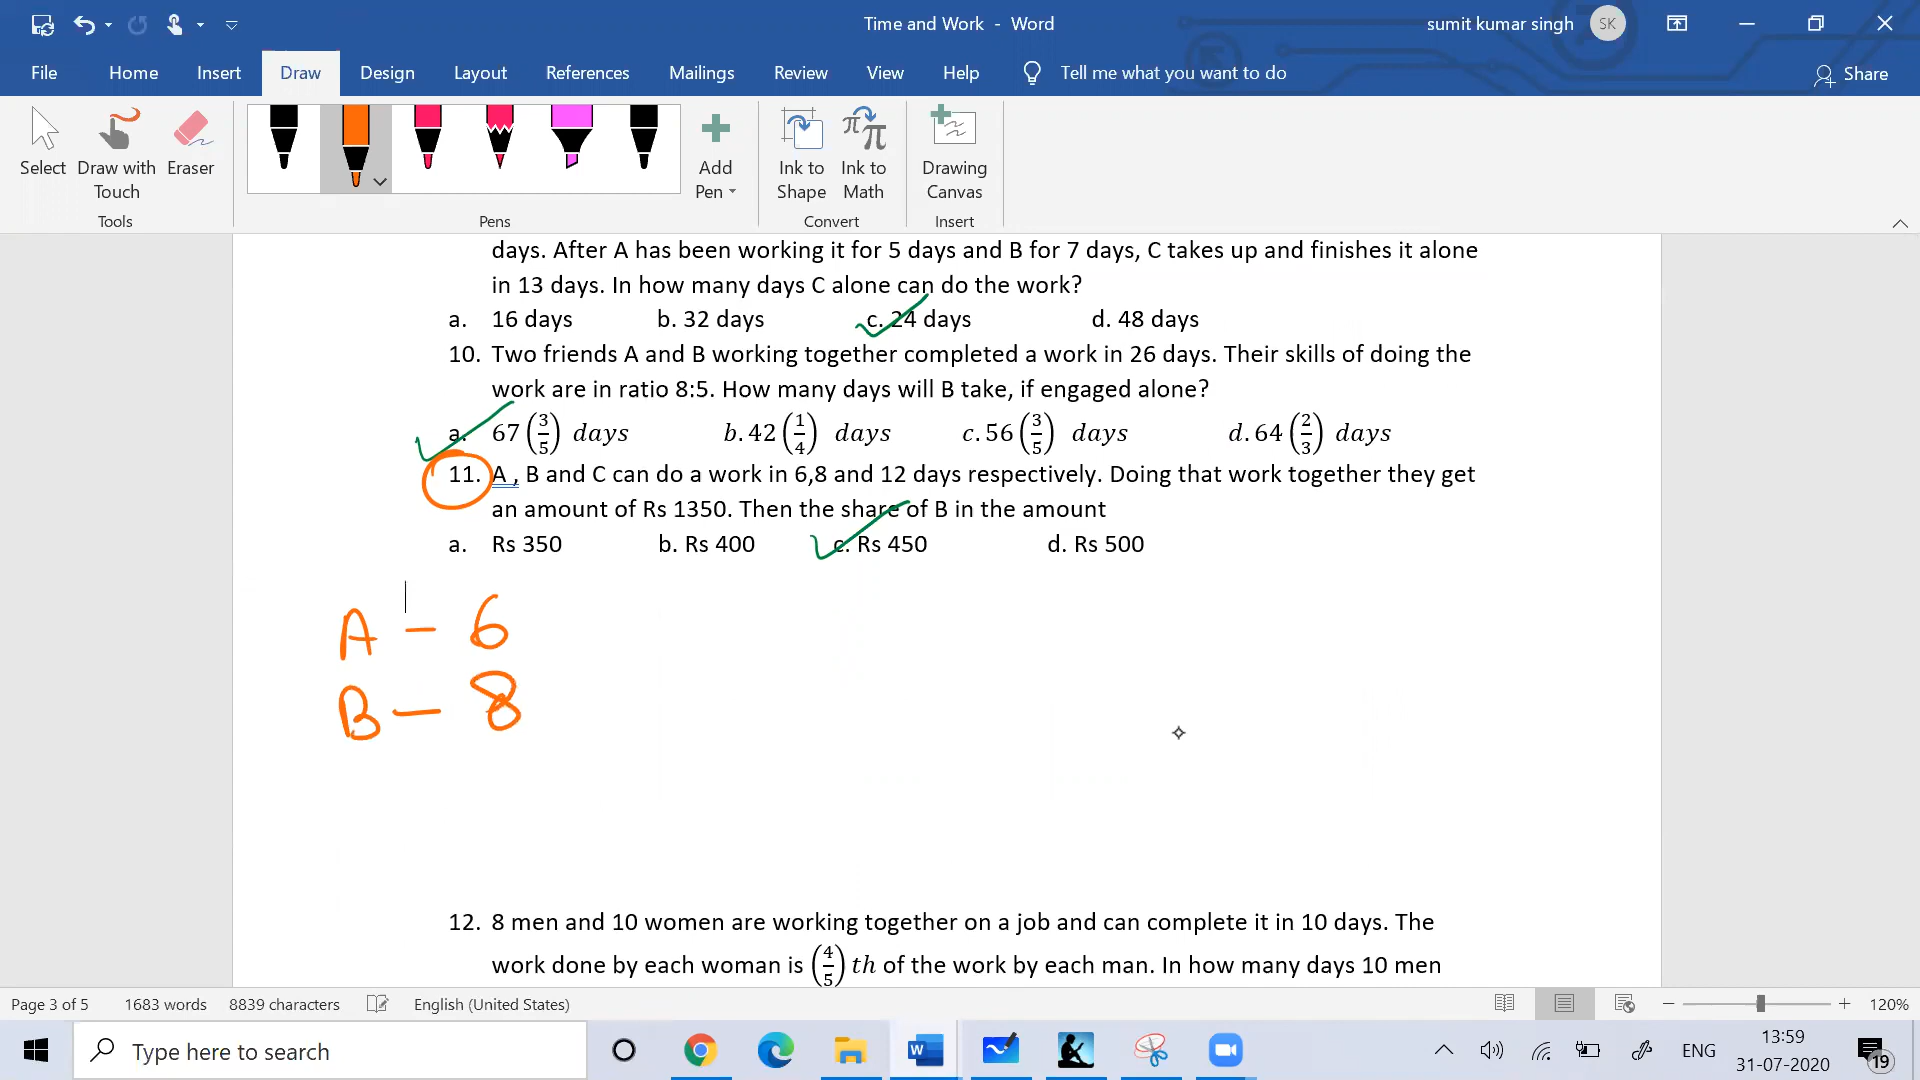 Time and Work - Word
sumit kumar singh SK
File Home Insert Draw Design Layout References Mailings Review View Help Tell me what you want to do Share
Select Draw with Touch Eraser Add Pen Ink to Shape Ink to Math Drawing Canvas
Tools Pens Convert Insert
days. After A has been working it for 5 days and B for 7 days, C takes up and finishes it alone
in 13 days. In how many days C alone can do the work?
a. 16 days b. 32 days c. 24 days d. 48 days
10. Two friends A and B working together completed a work in 26 days. Their skills of doing the
work are in ratio 8:5. How many days will B take, if engaged alone?
a. 67 (3/5) days b. 42 (1/4) days c. 56 (3/5) days d. 64 (2/3) days
11. A , B and C can do a work in 6,8 and 12 days respectively. Doing that work together they get
an amount of Rs 1350. Then the share of B in the amount
a. Rs 350 b. Rs 400 c. Rs 450 d. Rs 500
A – 6
B – 8
12. 8 men and 10 women are working together on a job and can complete it in 10 days. The
work done by each woman is (4/5) th of the work by each man. In how many days 10 men
Page 3 of 5 1683 words 8839 characters English (United States) 120%
Type here to search ENG 13:59
31-07-2020 19